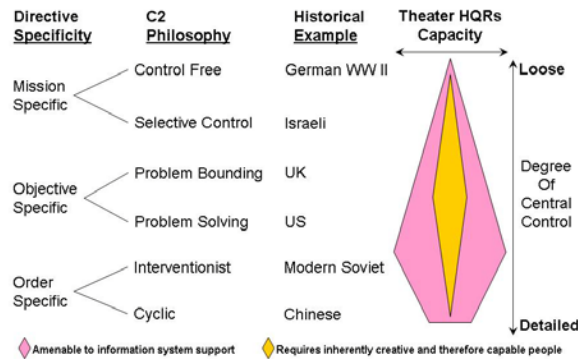 Directive Specificity
C2 Philosophy
Historical Example
Theater HQRs Capacity
Mission Specific
Control Free
German WW II
Loose
Selective Control
Israeli
Objective Specific
Problem Bounding
UK
Degree Of Central Control
Problem Solving
US
Order Specific
Interventionist
Modern Soviet
Cyclic
Chinese
Detailed
Amenable to information system support
Requires inherently creative and therefore capable people